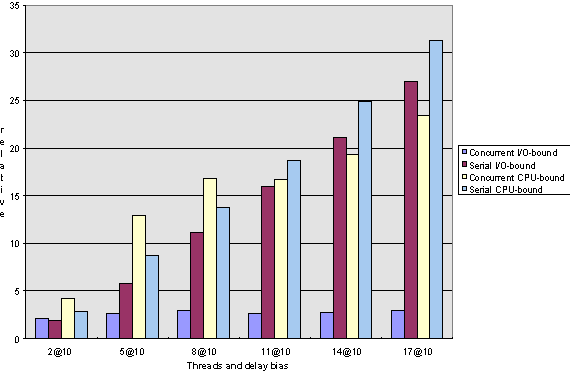 35
30
25
20
15
10
5
0
relative
2@10 5@10 8@10 11@10 14@10 17@10
Threads and delay bias
Concurrent I/O-bound
Serial I/O-bound
Concurrent CPU-bound
Serial CPU-bound